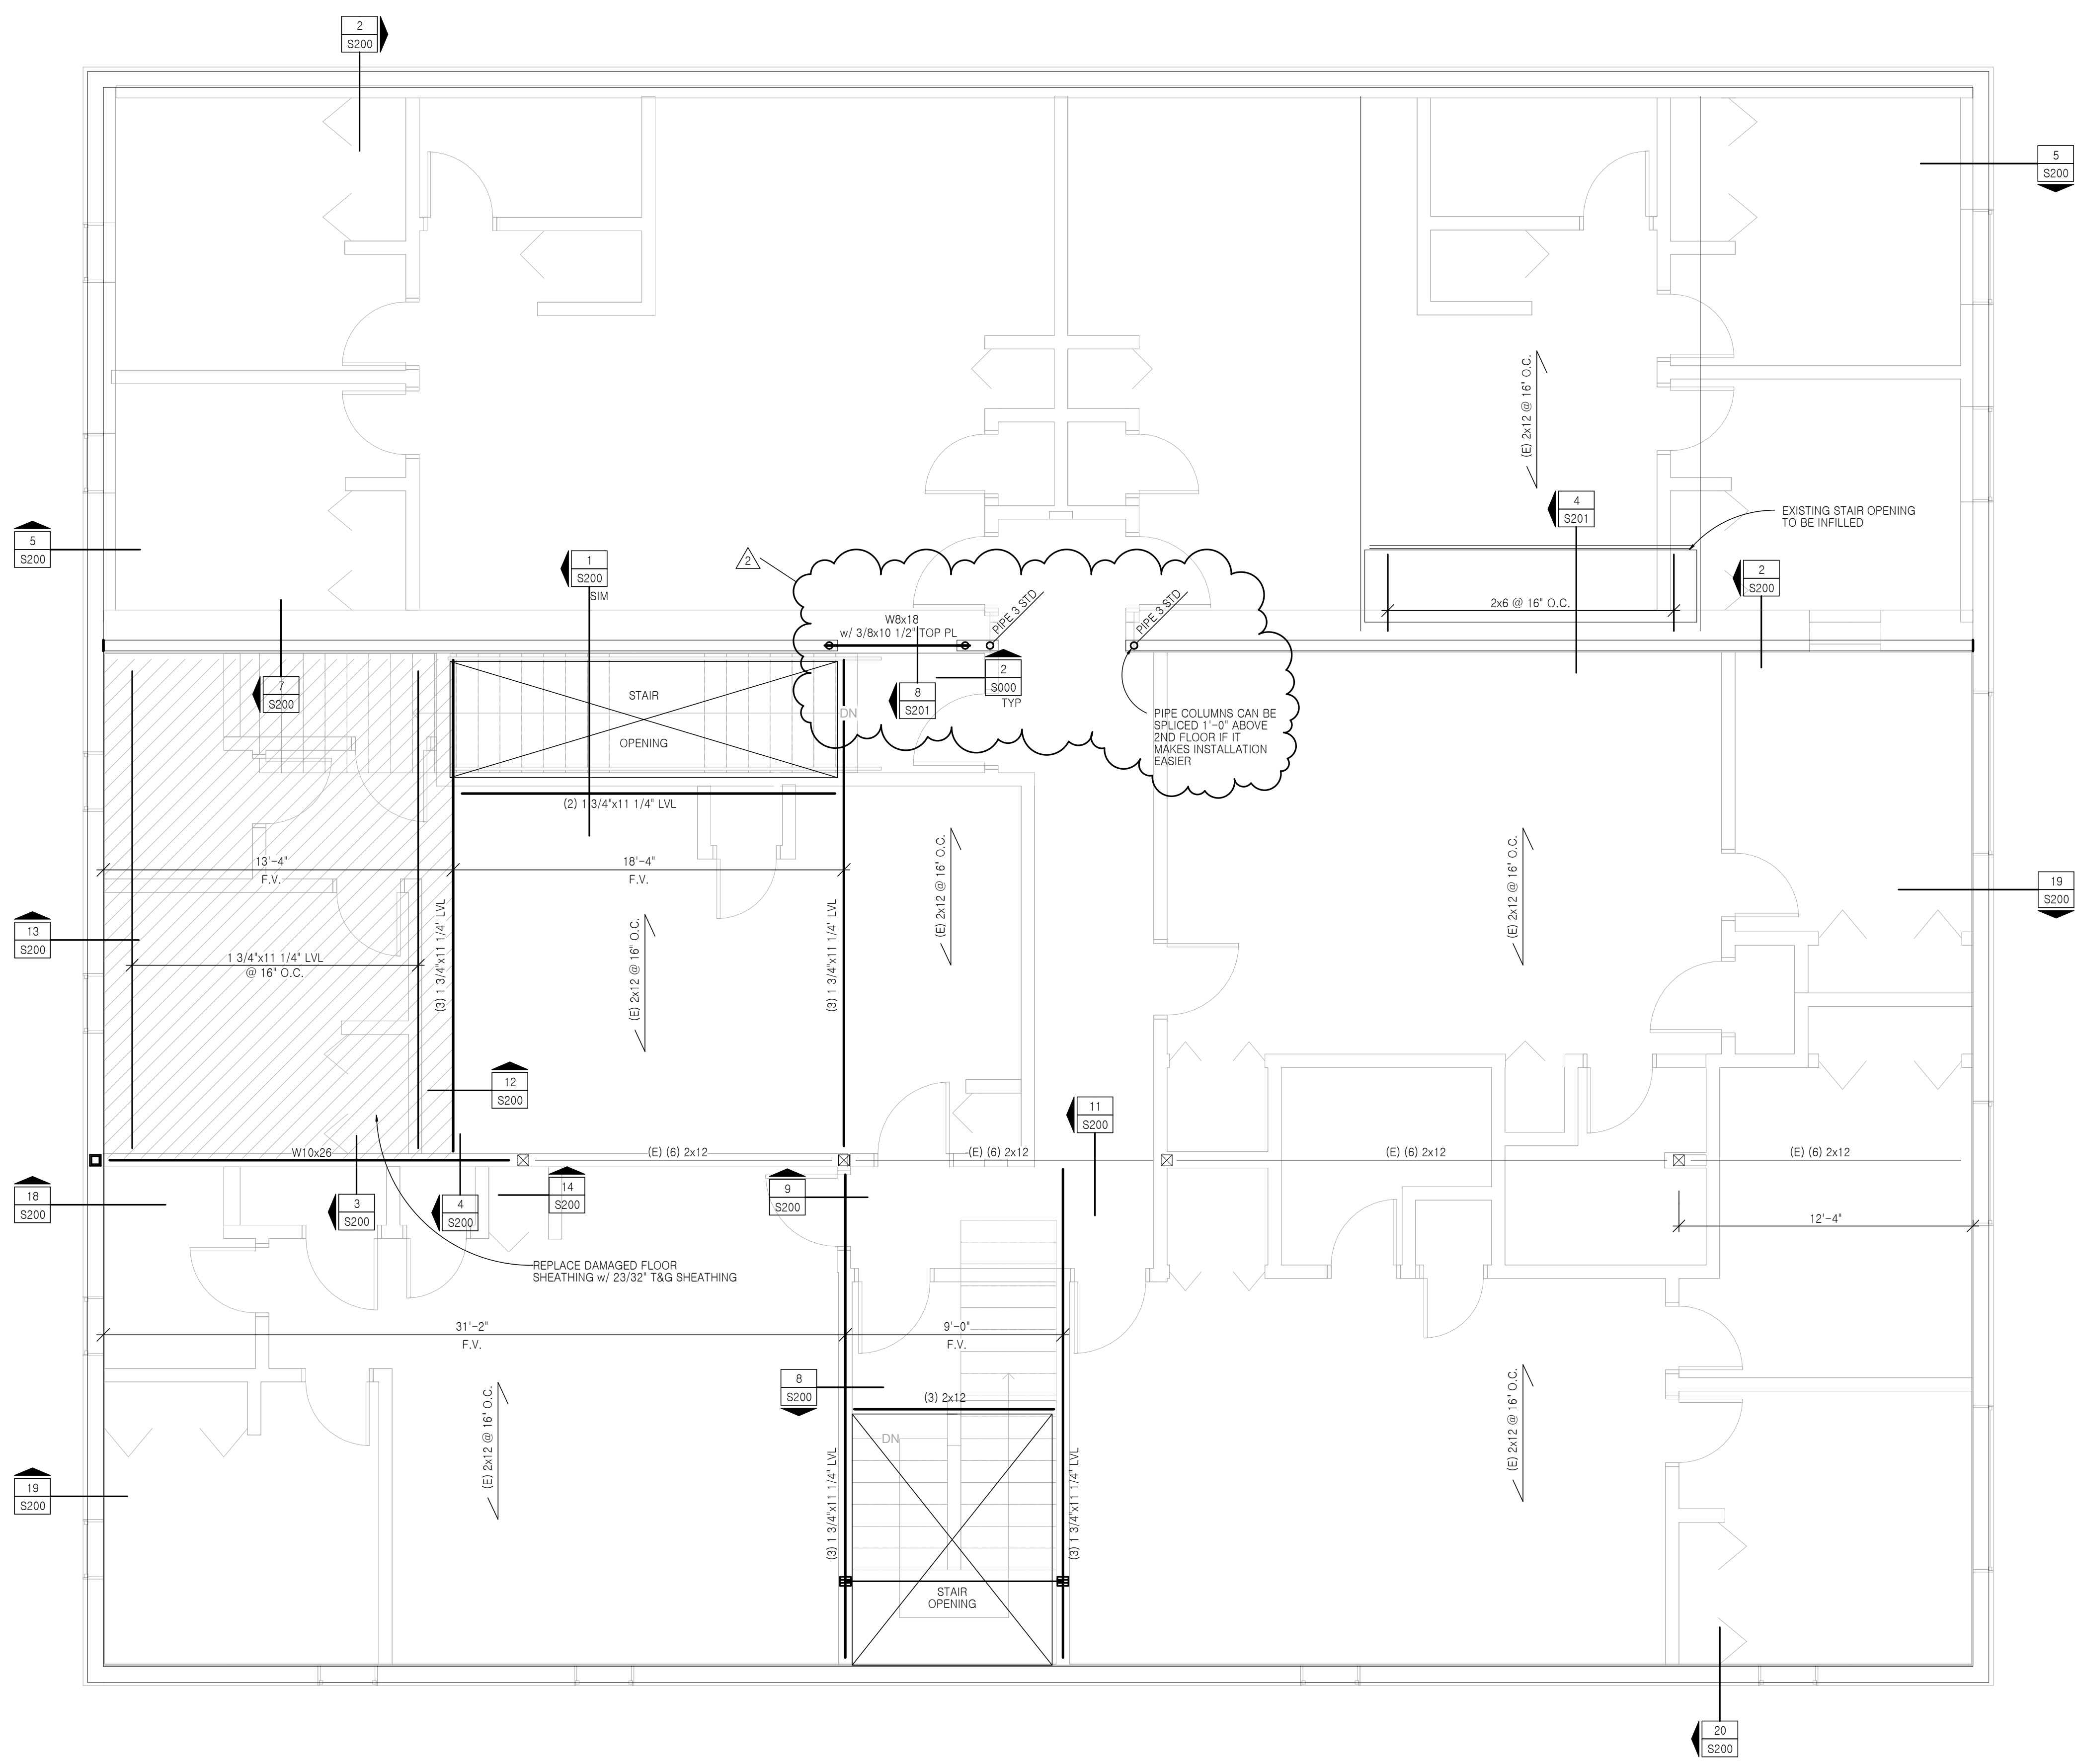 2
S200
5
S200
(E) 2x12 @ 16" O.C.
4
S201
EXISTING STAIR OPENING
TO BE INFILLED
5
S200
1
S200
SIM
2
2
S200
PIPE 3 STD
PIPE 3 STD
2x6 @ 16" O.C.
W8x18
w/ 3/8x10 1/2" TOP PL
7
S200
STAIR
OPENING
DN
8
S201
2
S000
TYP
PIPE COLUMNS CAN BE
SPLICED 1'-0" ABOVE
2ND FLOOR IF IT
MAKES INSTALLATION
EASIER
(2) 1 3/4"x11 1/4" LVL
13'-4"
F.V.
18'-4"
F.V.
(E) 2x12 @ 16" O.C.
(E) 2x12 @ 16" O.C.
19
S200
13
S200
1 3/4"x11 1/4" LVL
@ 16" O.C.
(3) 1 3/4"x11 1/4" LVL
(E) 2x12 @ 16" O.C.
(3) 1 3/4"x11 1/4" LVL
12
S200
11
S200
W10x26
(E) (6) 2x12
(E) (6) 2x12
(E) (6) 2x12
(E) (6) 2x12
18
S200
3
S200
4
S200
14
S200
9
S200
12'-4"
REPLACE DAMAGED FLOOR
SHEATHING w/ 23/32" T&G SHEATHING
31'-2"
F.V.
9'-0"
F.V.
8
S200
(3) 2x12
(E) 2x12 @ 16" O.C.
(E) 2x12 @ 16" O.C.
DN
19
S200
(3) 1 3/4"x11 1/4" LVL
(3) 1 3/4"x11 1/4" LVL
STAIR
OPENING
20
S200